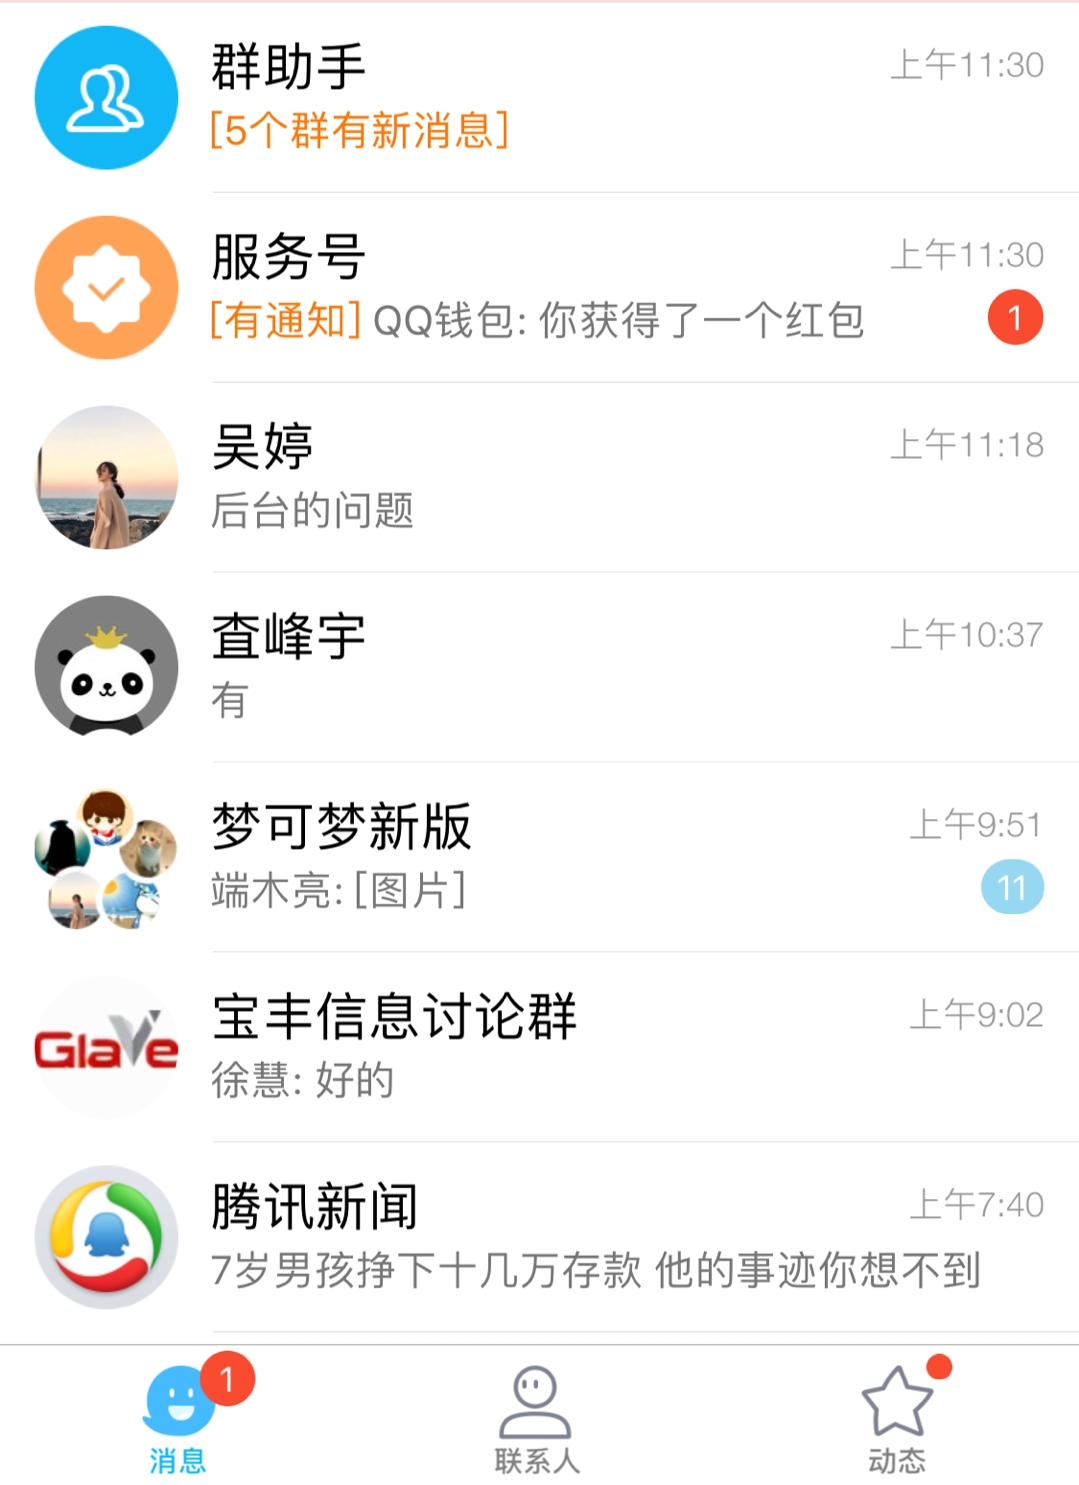 群助手
上午11:30
[5个群有新消息]
服务号
上午11:30
[有通知] QQ钱包: 你获得了一个红包
1
吴婷
上午11:18
后台的问题
查峰宇
上午10:37
有
梦可梦新版
上午9:51
端木亮: [图片]
11
宝丰信息讨论群
上午9:02
Glave
徐慧: 好的
腾讯新闻
上午7:40
7岁男孩挣下十几万存款 他的事迹你想不到
1
消息
联系人
动态